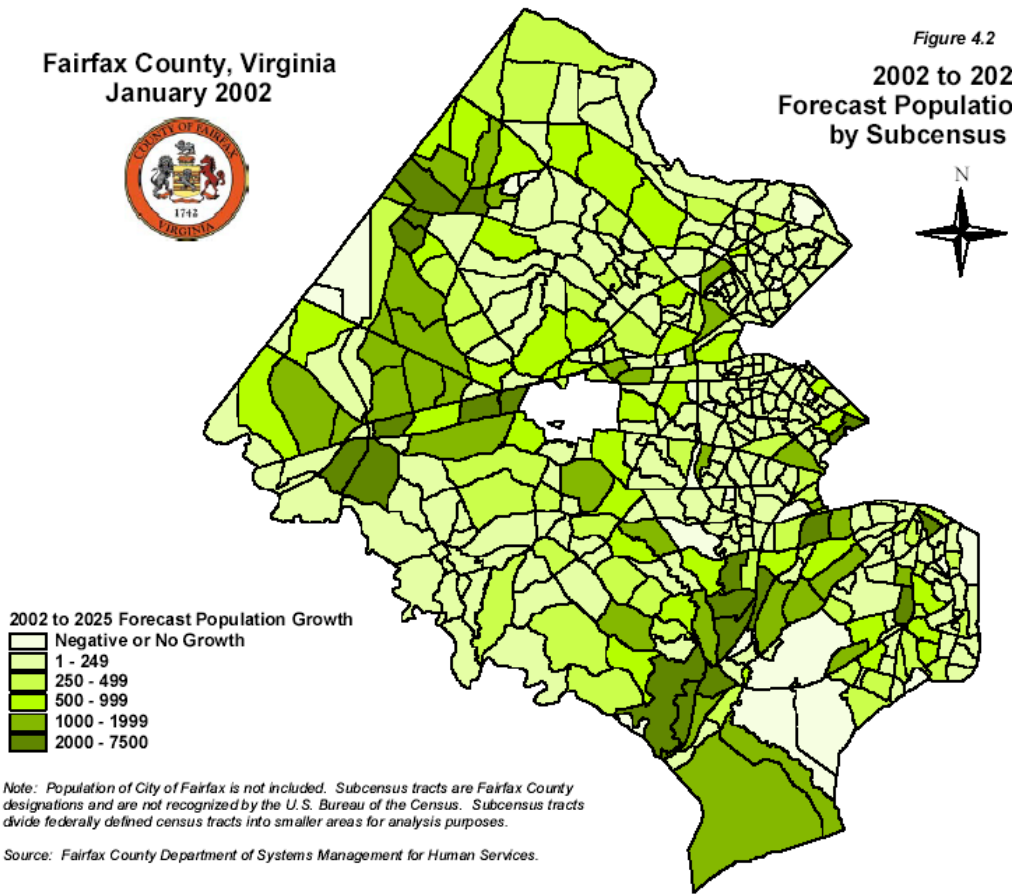 Fairfax County, Virginia
January 2002
COUNTY OF FAIRFAX
1742
VIRGINIA
Figure 4.2
2002 to 202
Forecast Populatio
by Subcensus
N
2002 to 2025 Forecast Population Growth
Negative or No Growth
1 - 249
250 - 499
500 - 999
1000 - 1999
2000 - 7500
Note: Population of City of Fairfax is not included. Subcensus tracts are Fairfax County
designations and are not recognized by the U.S. Bureau of the Census. Subcensus tracts
divide federally defined census tracts into smaller areas for analysis purposes.
Source: Fairfax County Department of Systems Management for Human Services.